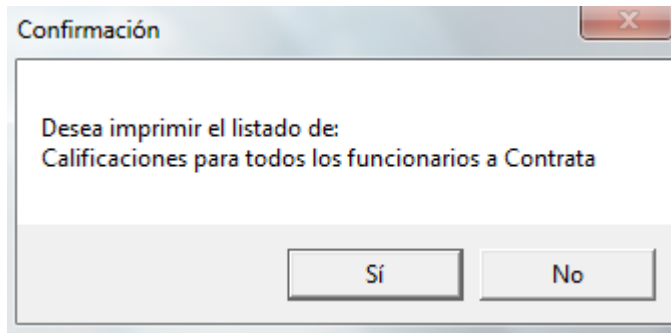 Confirmación
Desea imprimir el listado de:
Calificaciones para todos los funcionarios a Contrata
Sí
No